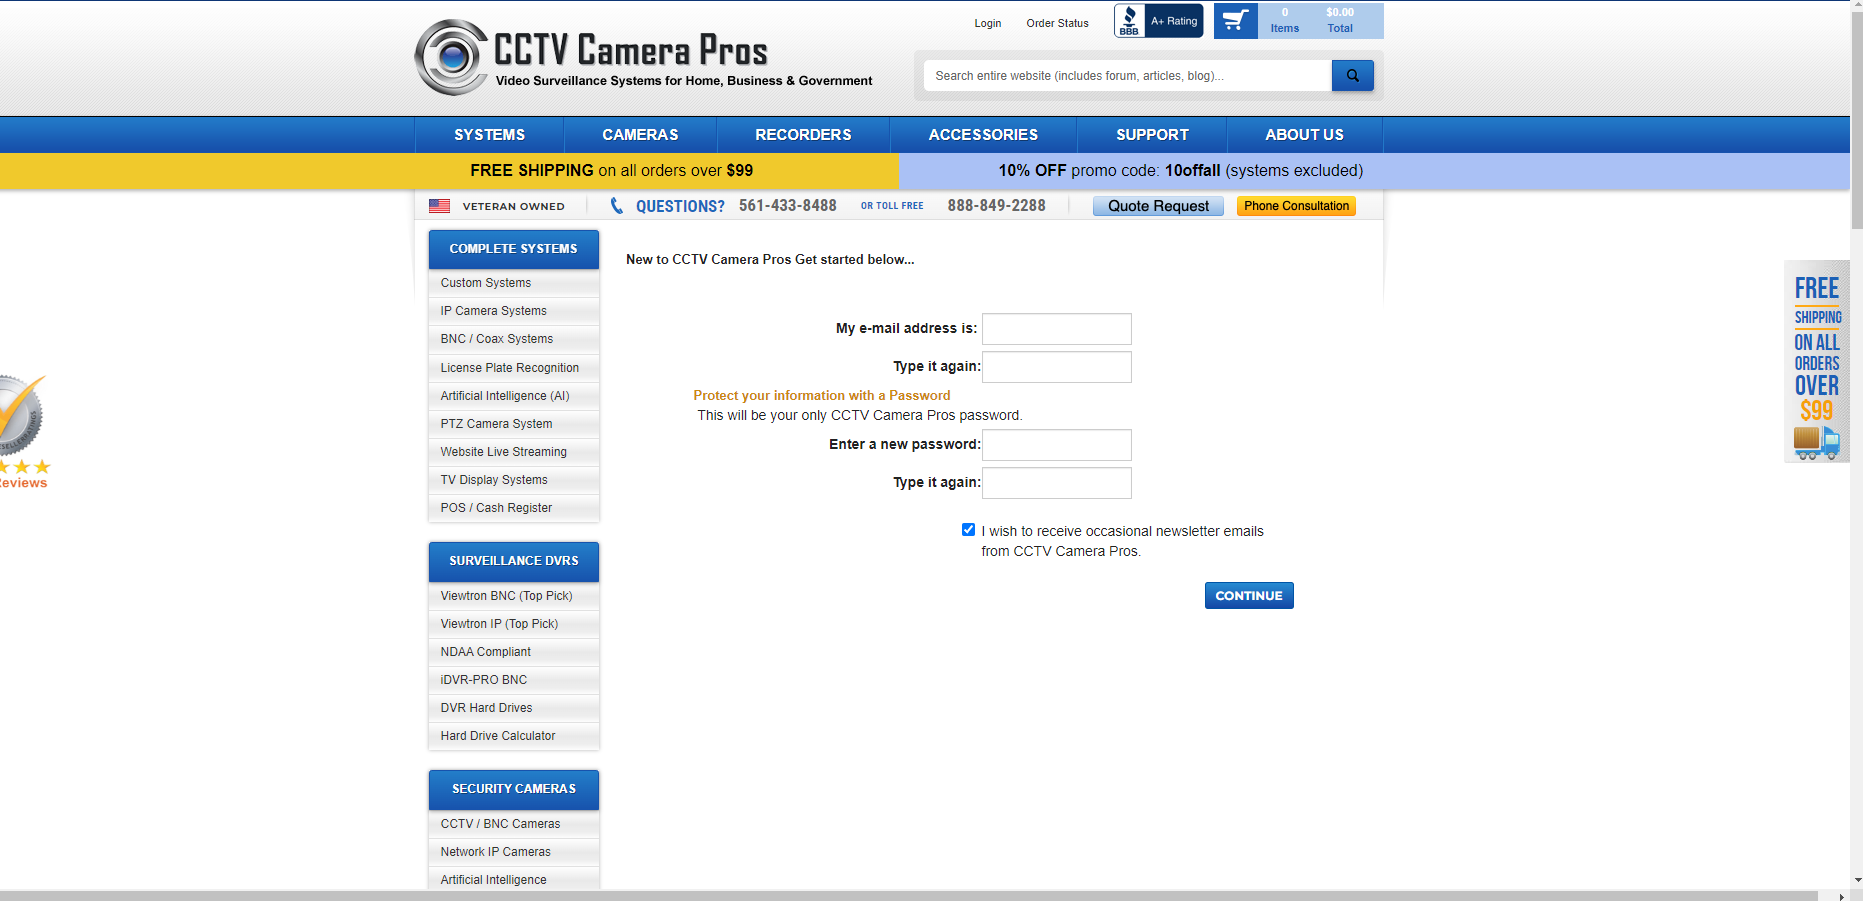 Login
Order Status
BBB
A+ Rating
0
Items
$0.00
Total
CCTV Camera Pros
Video Surveillance Systems for Home, Business & Government
Search entire website (includes forum, articles, blog)...
SYSTEMS
CAMERAS
RECORDERS
ACCESSORIES
SUPPORT
ABOUT US
FREE SHIPPING on all orders over $99
10% OFF promo code: 10offall (systems excluded)
VETERAN OWNED
QUESTIONS?
561-433-8488
OR TOLL FREE
888-849-2288
Quote Request
Phone Consultation
COMPLETE SYSTEMS
Custom Systems
IP Camera Systems
BNC / Coax Systems
License Plate Recognition
Artificial Intelligence (AI)
PTZ Camera System
Website Live Streaming
TV Display Systems
POS / Cash Register
SURVEILLANCE DVRS
Viewtron BNC (Top Pick)
Viewtron IP (Top Pick)
NDAA Compliant
iDVR-PRO BNC
DVR Hard Drives
Hard Drive Calculator
SECURITY CAMERAS
CCTV / BNC Cameras
Network IP Cameras
Artificial Intelligence
New to CCTV Camera Pros Get started below...
My e-mail address is:
Type it again:
Protect your information with a Password
This will be your only CCTV Camera Pros password.
Enter a new password:
Type it again:
I wish to receive occasional newsletter emails
from CCTV Camera Pros.
CONTINUE
FREE
SHIPPING
ON ALL
ORDERS
OVER
$99